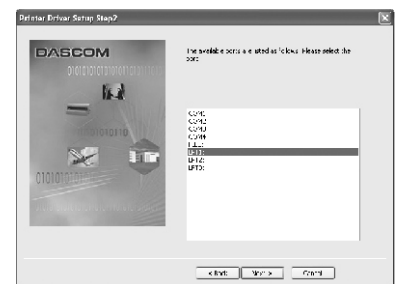 Printer Driver Setup Step2
DASCOM
The available ports are listed as follows. Please select the
port.
COM1:
COM2:
COM3:
COM4:
FILE:
LPT1:
LPT2:
LPT3:
< Back
Next >
Cancel